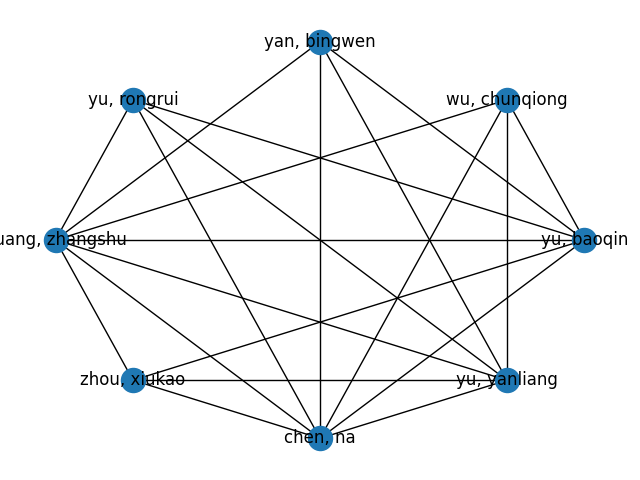 yan, bingwen
yu, rongrui
wu, chunqiong
uang, zhangshu
yu, baoqin
zhou, xiukao
yu, yanliang
chen, na